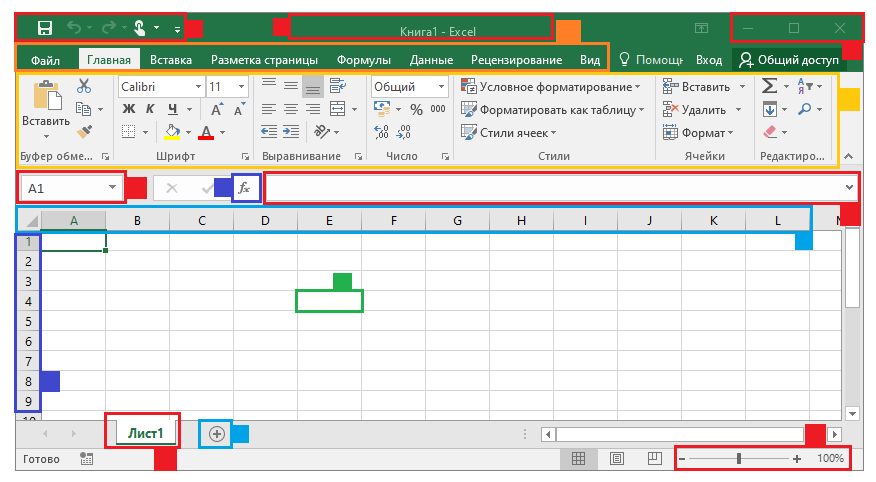 Книга1 - Excel
Файл Главная Вставка Разметка страницы Формулы Данные Рецензирование Вид Помощн Вход Общий доступ
Calibri 11 Общий Условное форматирование Вставить Σ А Я
Вставить Ж К Ч A A % 000 Форматировать как таблицу Удалить
A ,00 ,00 Стили ячеек Формат
Буфер обме... Шрифт Выравнивание Число Стили Ячейки Редактиро...
A1 fx
A B C D E F G H I J K L
1
2
3
4
5
6
7
8
9
Лист1
Готово 100%